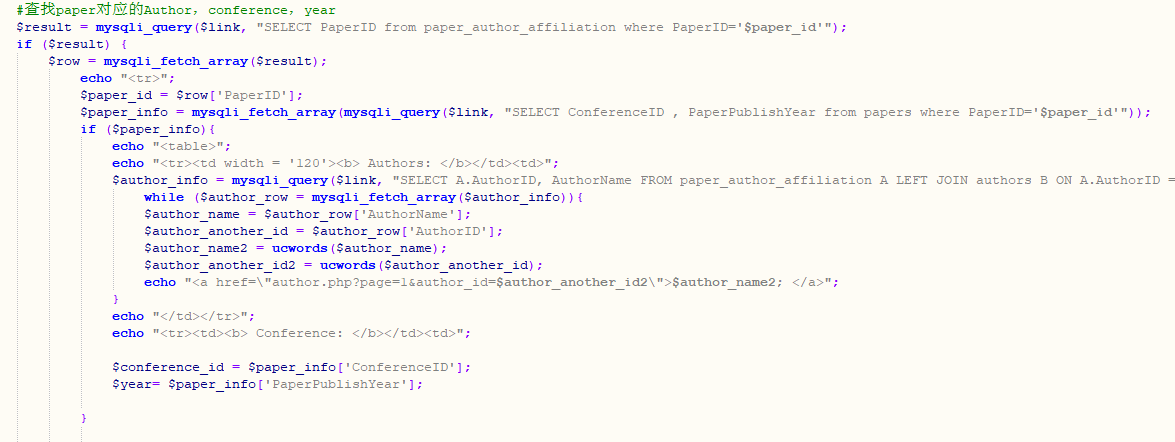 #查找paper对应的Author，conference，year
$result = mysqli_query($link, "SELECT PaperID from paper_author_affiliation where PaperID='$paper_id'");
if ($result) {
$row = mysqli_fetch_array($result);
echo "<tr>";
$paper_id = $row['PaperID'];
$paper_info = mysqli_fetch_array(mysqli_query($link, "SELECT ConferenceID , PaperPublishYear from papers where PaperID='$paper_id'"));
if ($paper_info){
echo "<table>";
echo "<tr><td width = '120'><b> Authors: </b></td><td>";
$author_info = mysqli_query($link, "SELECT A.AuthorID, AuthorName FROM paper_author_affiliation A LEFT JOIN authors B ON A.AuthorID =
while ($author_row = mysqli_fetch_array($author_info)){
$author_name = $author_row['AuthorName'];
$author_another_id = $author_row['AuthorID'];
$author_name2 = ucwords($author_name);
$author_another_id2 = ucwords($author_another_id);
echo "<a href=\"author.php?page=1&author_id=$author_another_id2\">$author_name2; </a>";
}
echo "</td></tr>";
echo "<tr><td><b> Conference: </b></td><td>";
$conference_id = $paper_info['ConferenceID'];
$year= $paper_info['PaperPublishYear'];
}